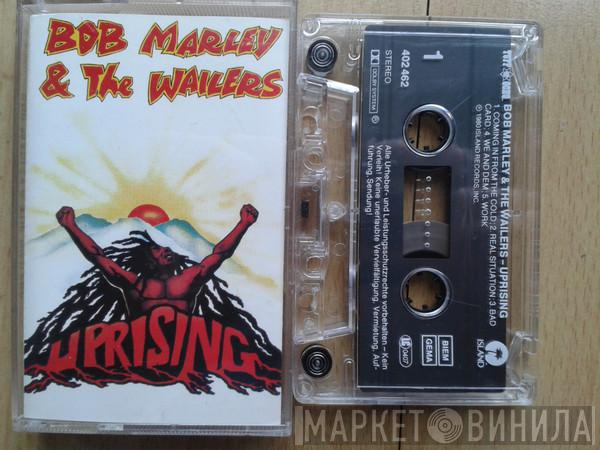 BOB MARLEY
& THE WAILERS
UPRISING
1
STEREO
402 462
DOLBY SYSTEM
BOB MARLEY & THE WAILERS – UPRISING
1. COMING IN FROM THE COLD; 2. REAL SITUATION; 3. BAD
CARD; 4. WE AND DEM; 5. WORK
℗ 1980 ISLAND RECORDS, INC.
Alle Urheber- und Leistungsschutzrechte vorbehalten – Kein
Verleih! Keine unerlaubte Vervielfältigung, Vermietung, Auf-
führung, Sendung!
LC 0407
BIEM
GEMA
ISLAND
МАРКЕТ ВИНИЛА